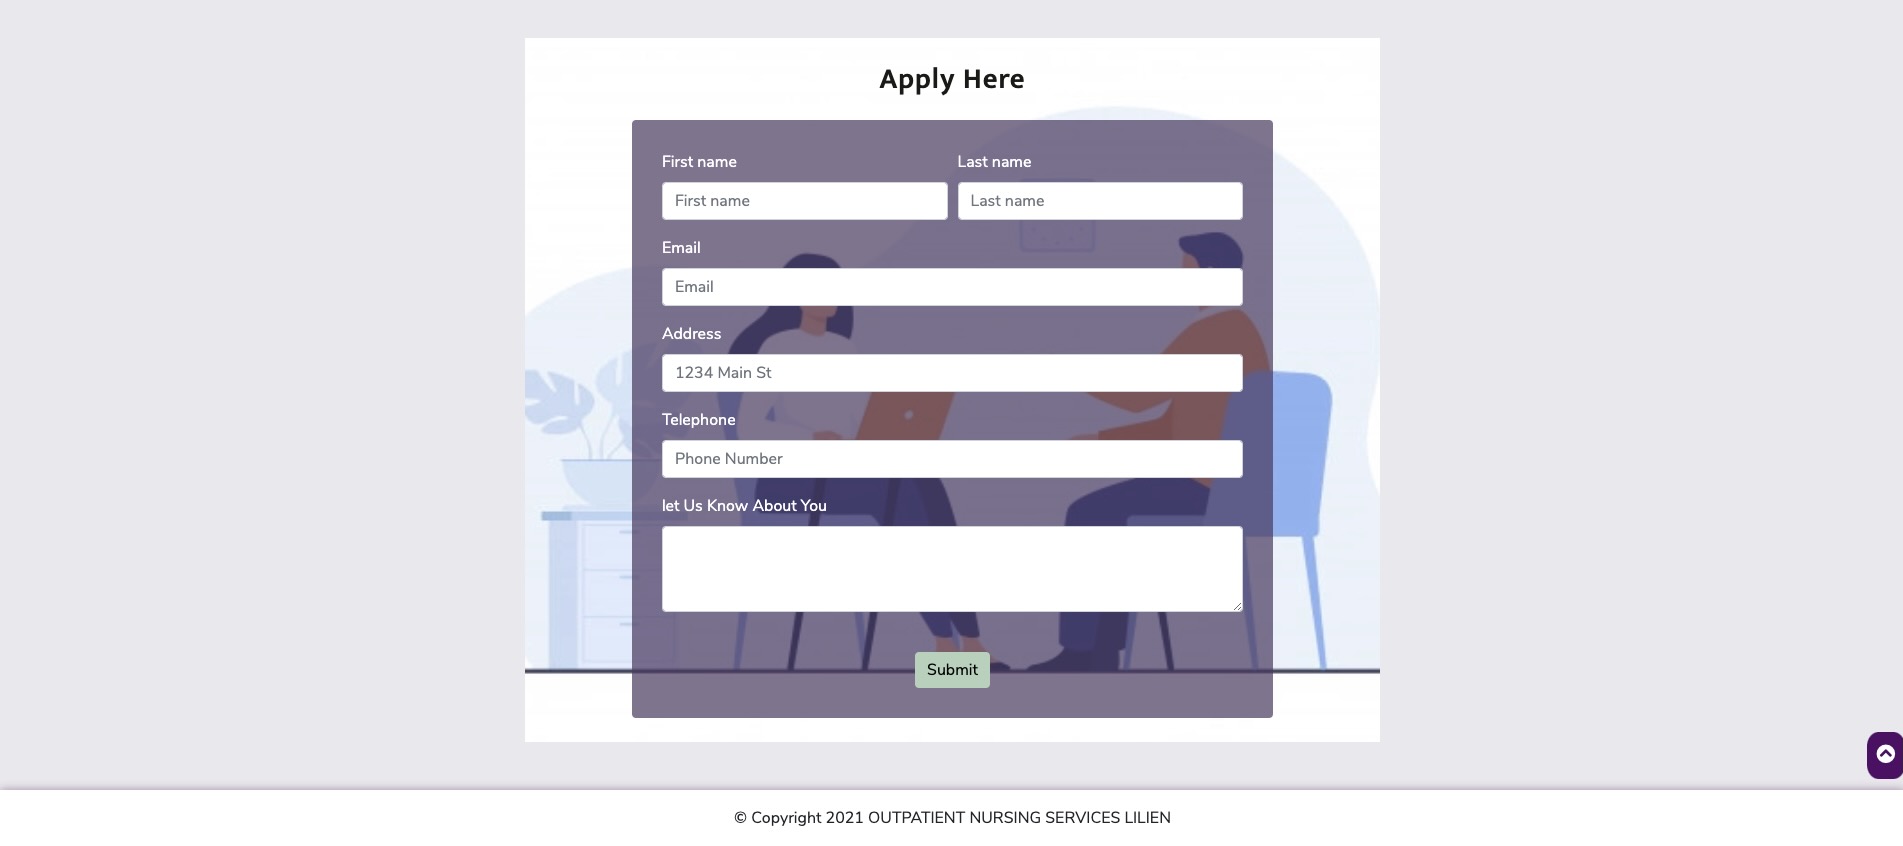 Apply Here
First name
Last name
First name
Last name
Email
Email
Address
1234 Main St
Telephone
Phone Number
let Us Know About You
Submit
© Copyright 2021 OUTPATIENT NURSING SERVICES LILIEN